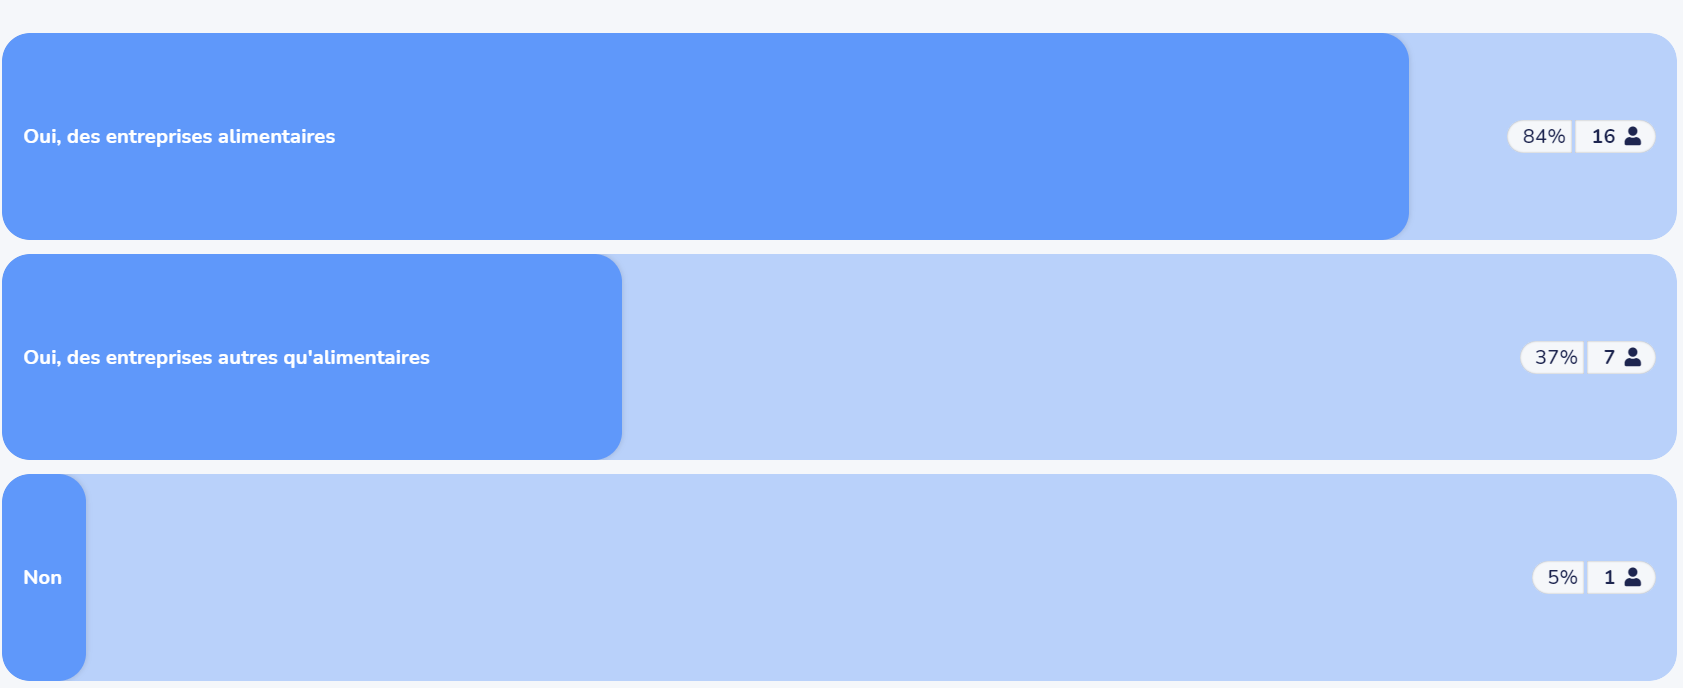 Oui, des entreprises alimentaires 84% 16
Oui, des entreprises autres qu'alimentaires 37% 7
Non 5% 1